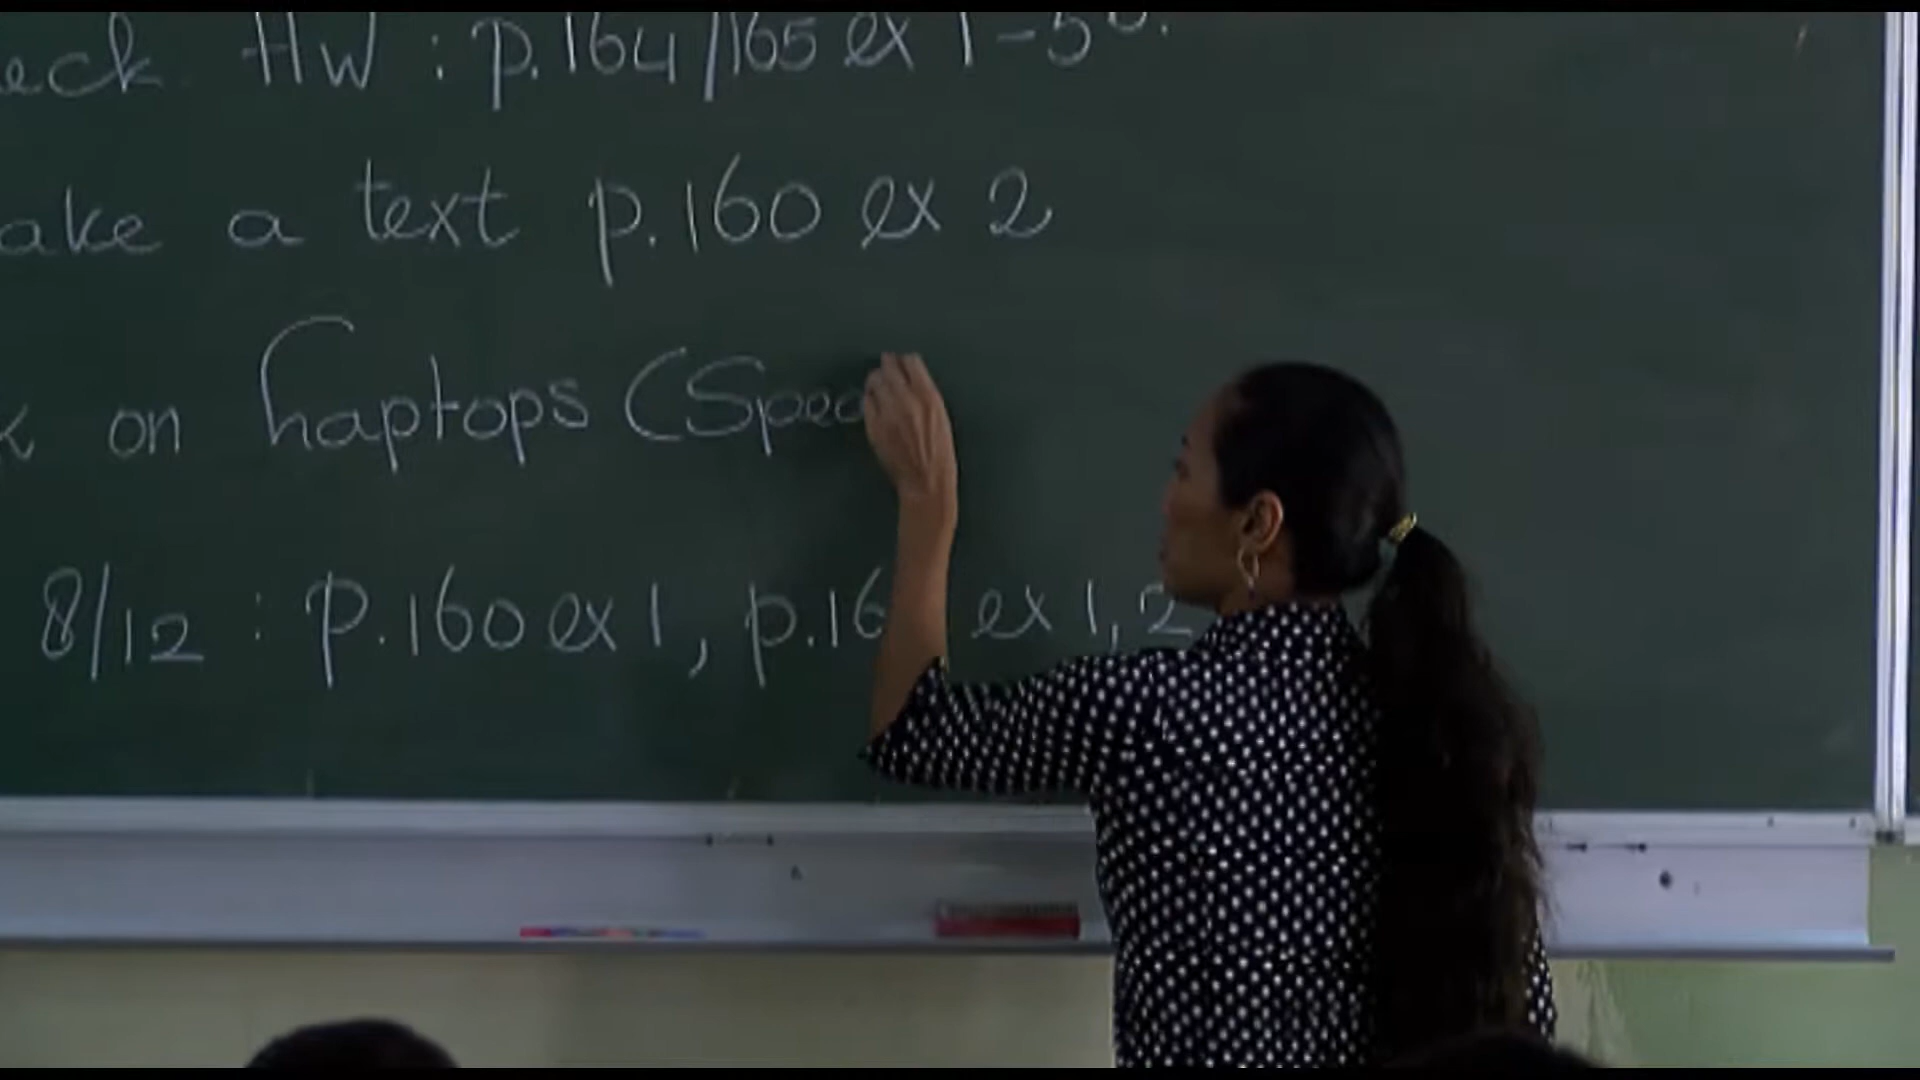 eck HW : p.164/165 ex 1-5
ake a text p.160 ex 2
k on haptops (Spea
8/12 : p.160 ex 1, p.16 ex 1, 2